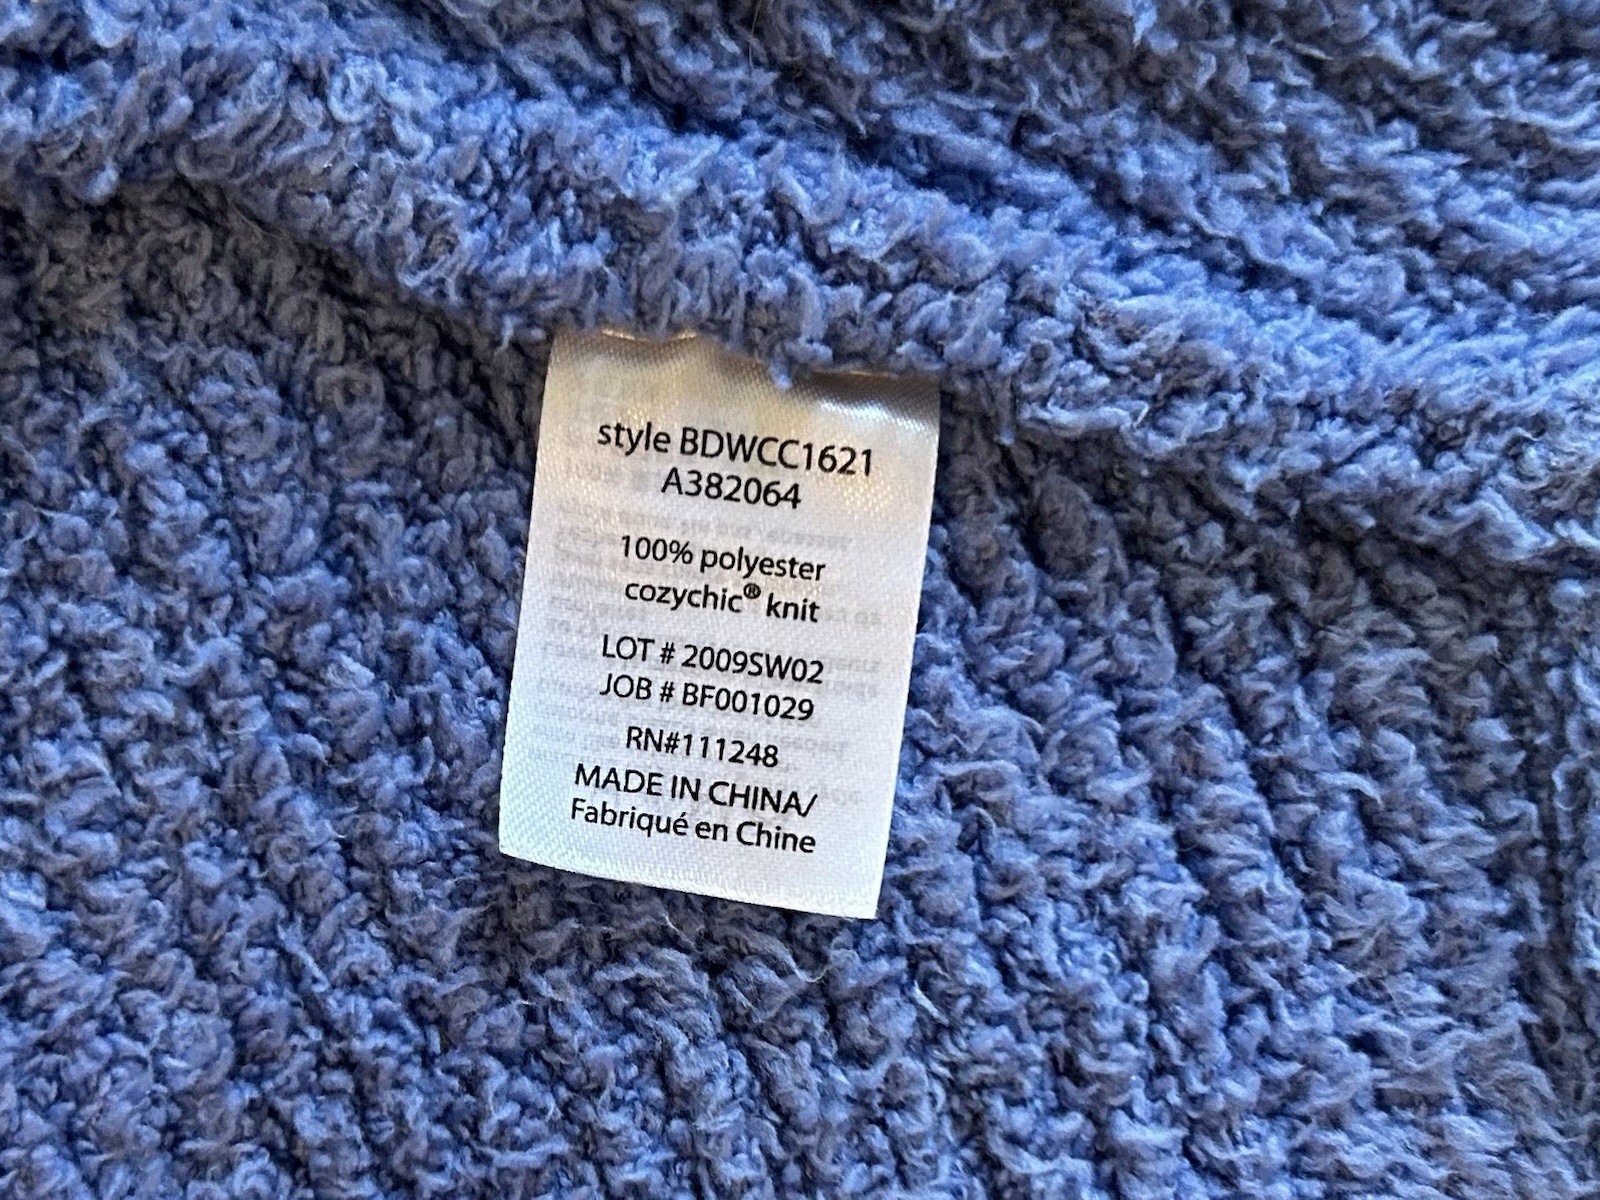 style BDWCC1621
A382064
100% polyester
cozychic® knit
LOT # 2009SW02
JOB # BF001029
RN#111248
MADE IN CHINA/
Fabriqué en Chine